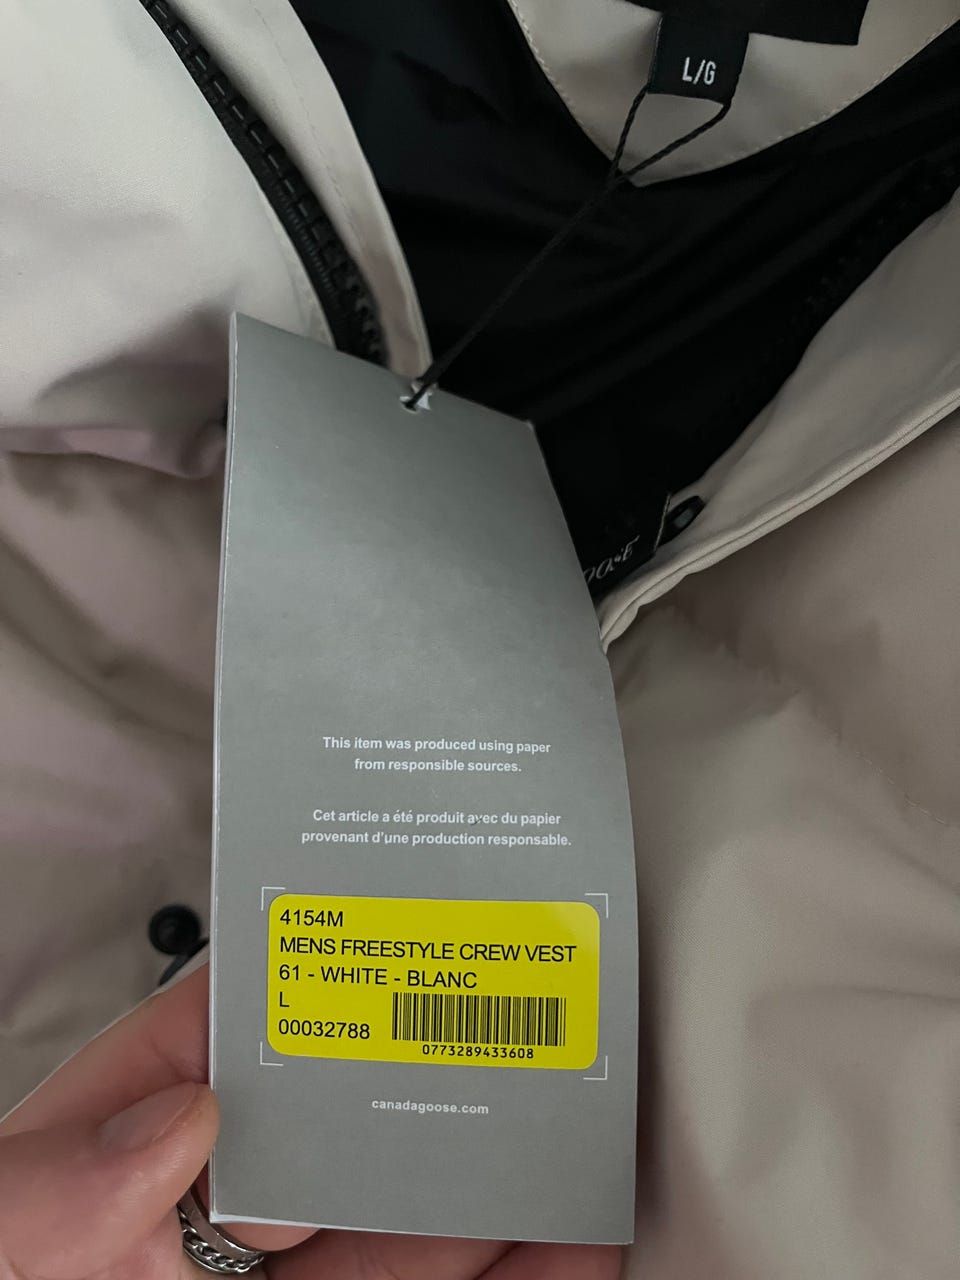 L/G
This item was produced using paper
from responsible sources.
Cet article a été produit avec du papier
provenant d'une production responsable.
4154M
MENS FREESTYLE CREW VEST
61 - WHITE - BLANC
L
00032788
0773289433608
canadagoose.com